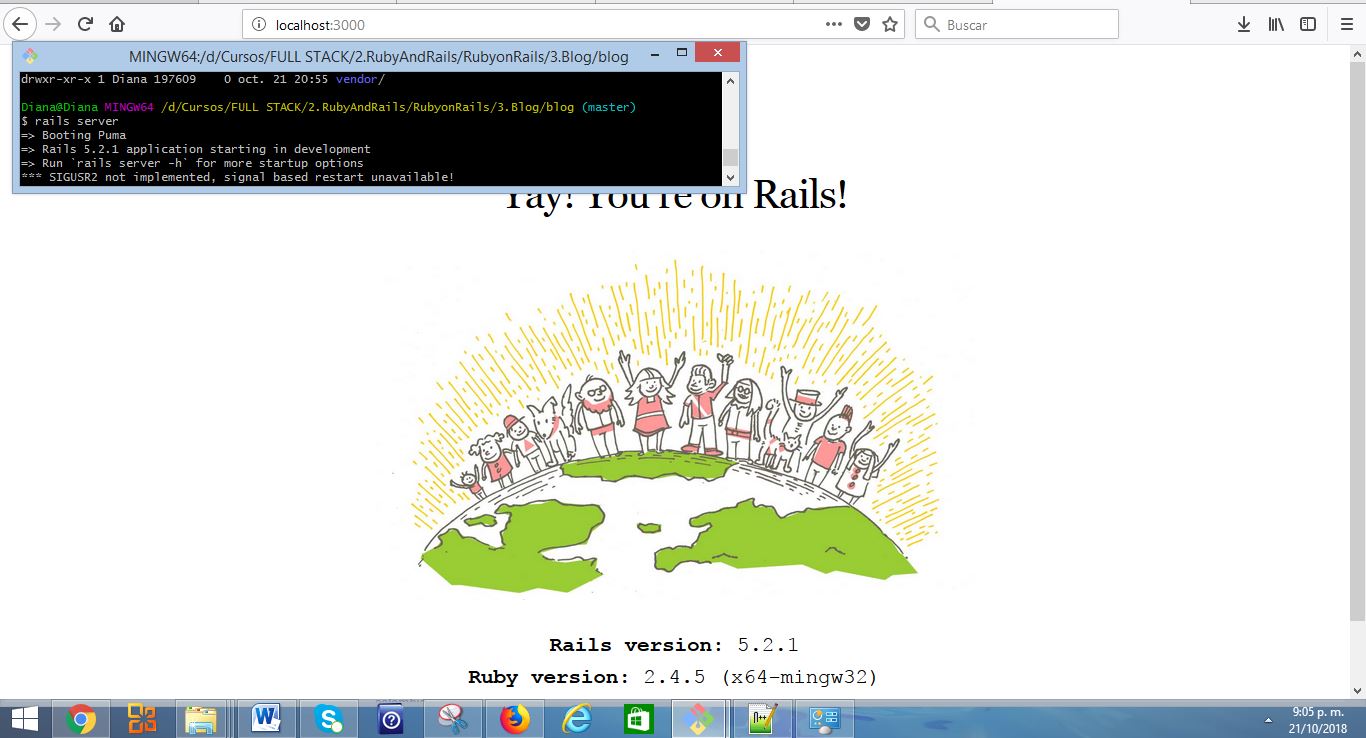 localhost:3000
Buscar
MINGW64:/d/Cursos/FULL STACK/2.RubyAndRails/RubyonRails/3.Blog/blog
drwxr-xr-x 1 Diana 197609    0 oct. 21 20:55 vendor/
Diana@Diana MINGW64 /d/Cursos/FULL STACK/2.RubyAndRails/RubyonRails/3.Blog/blog (master)
$ rails server
=> Booting Puma
=> Rails 5.2.1 application starting in development
=> Run `rails server -h` for more startup options
*** SIGUSR2 not implemented, signal based restart unavailable!
Yay! You're on Rails!
Rails version: 5.2.1
Ruby version: 2.4.5 (x64-mingw32)
9:05 p. m.
21/10/2018